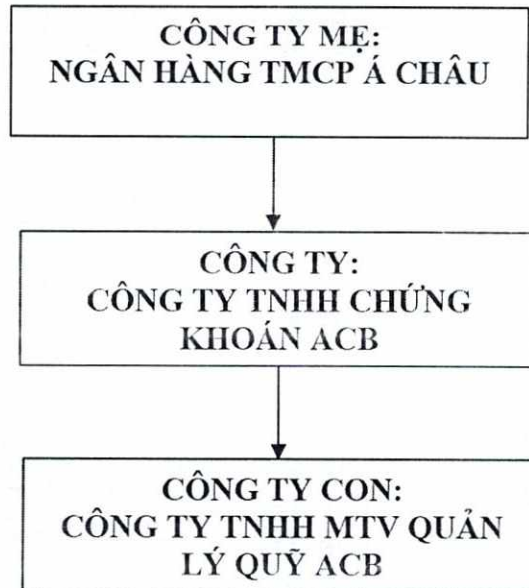 CÔNG TY MẸ:
NGÂN HÀNG TMCP Á CHÂU
CÔNG TY:
CÔNG TY TNHH CHỨNG
KHOÁN ACB
CÔNG TY CON:
CÔNG TY TNHH MTV QUẢN
LÝ QUỸ ACB